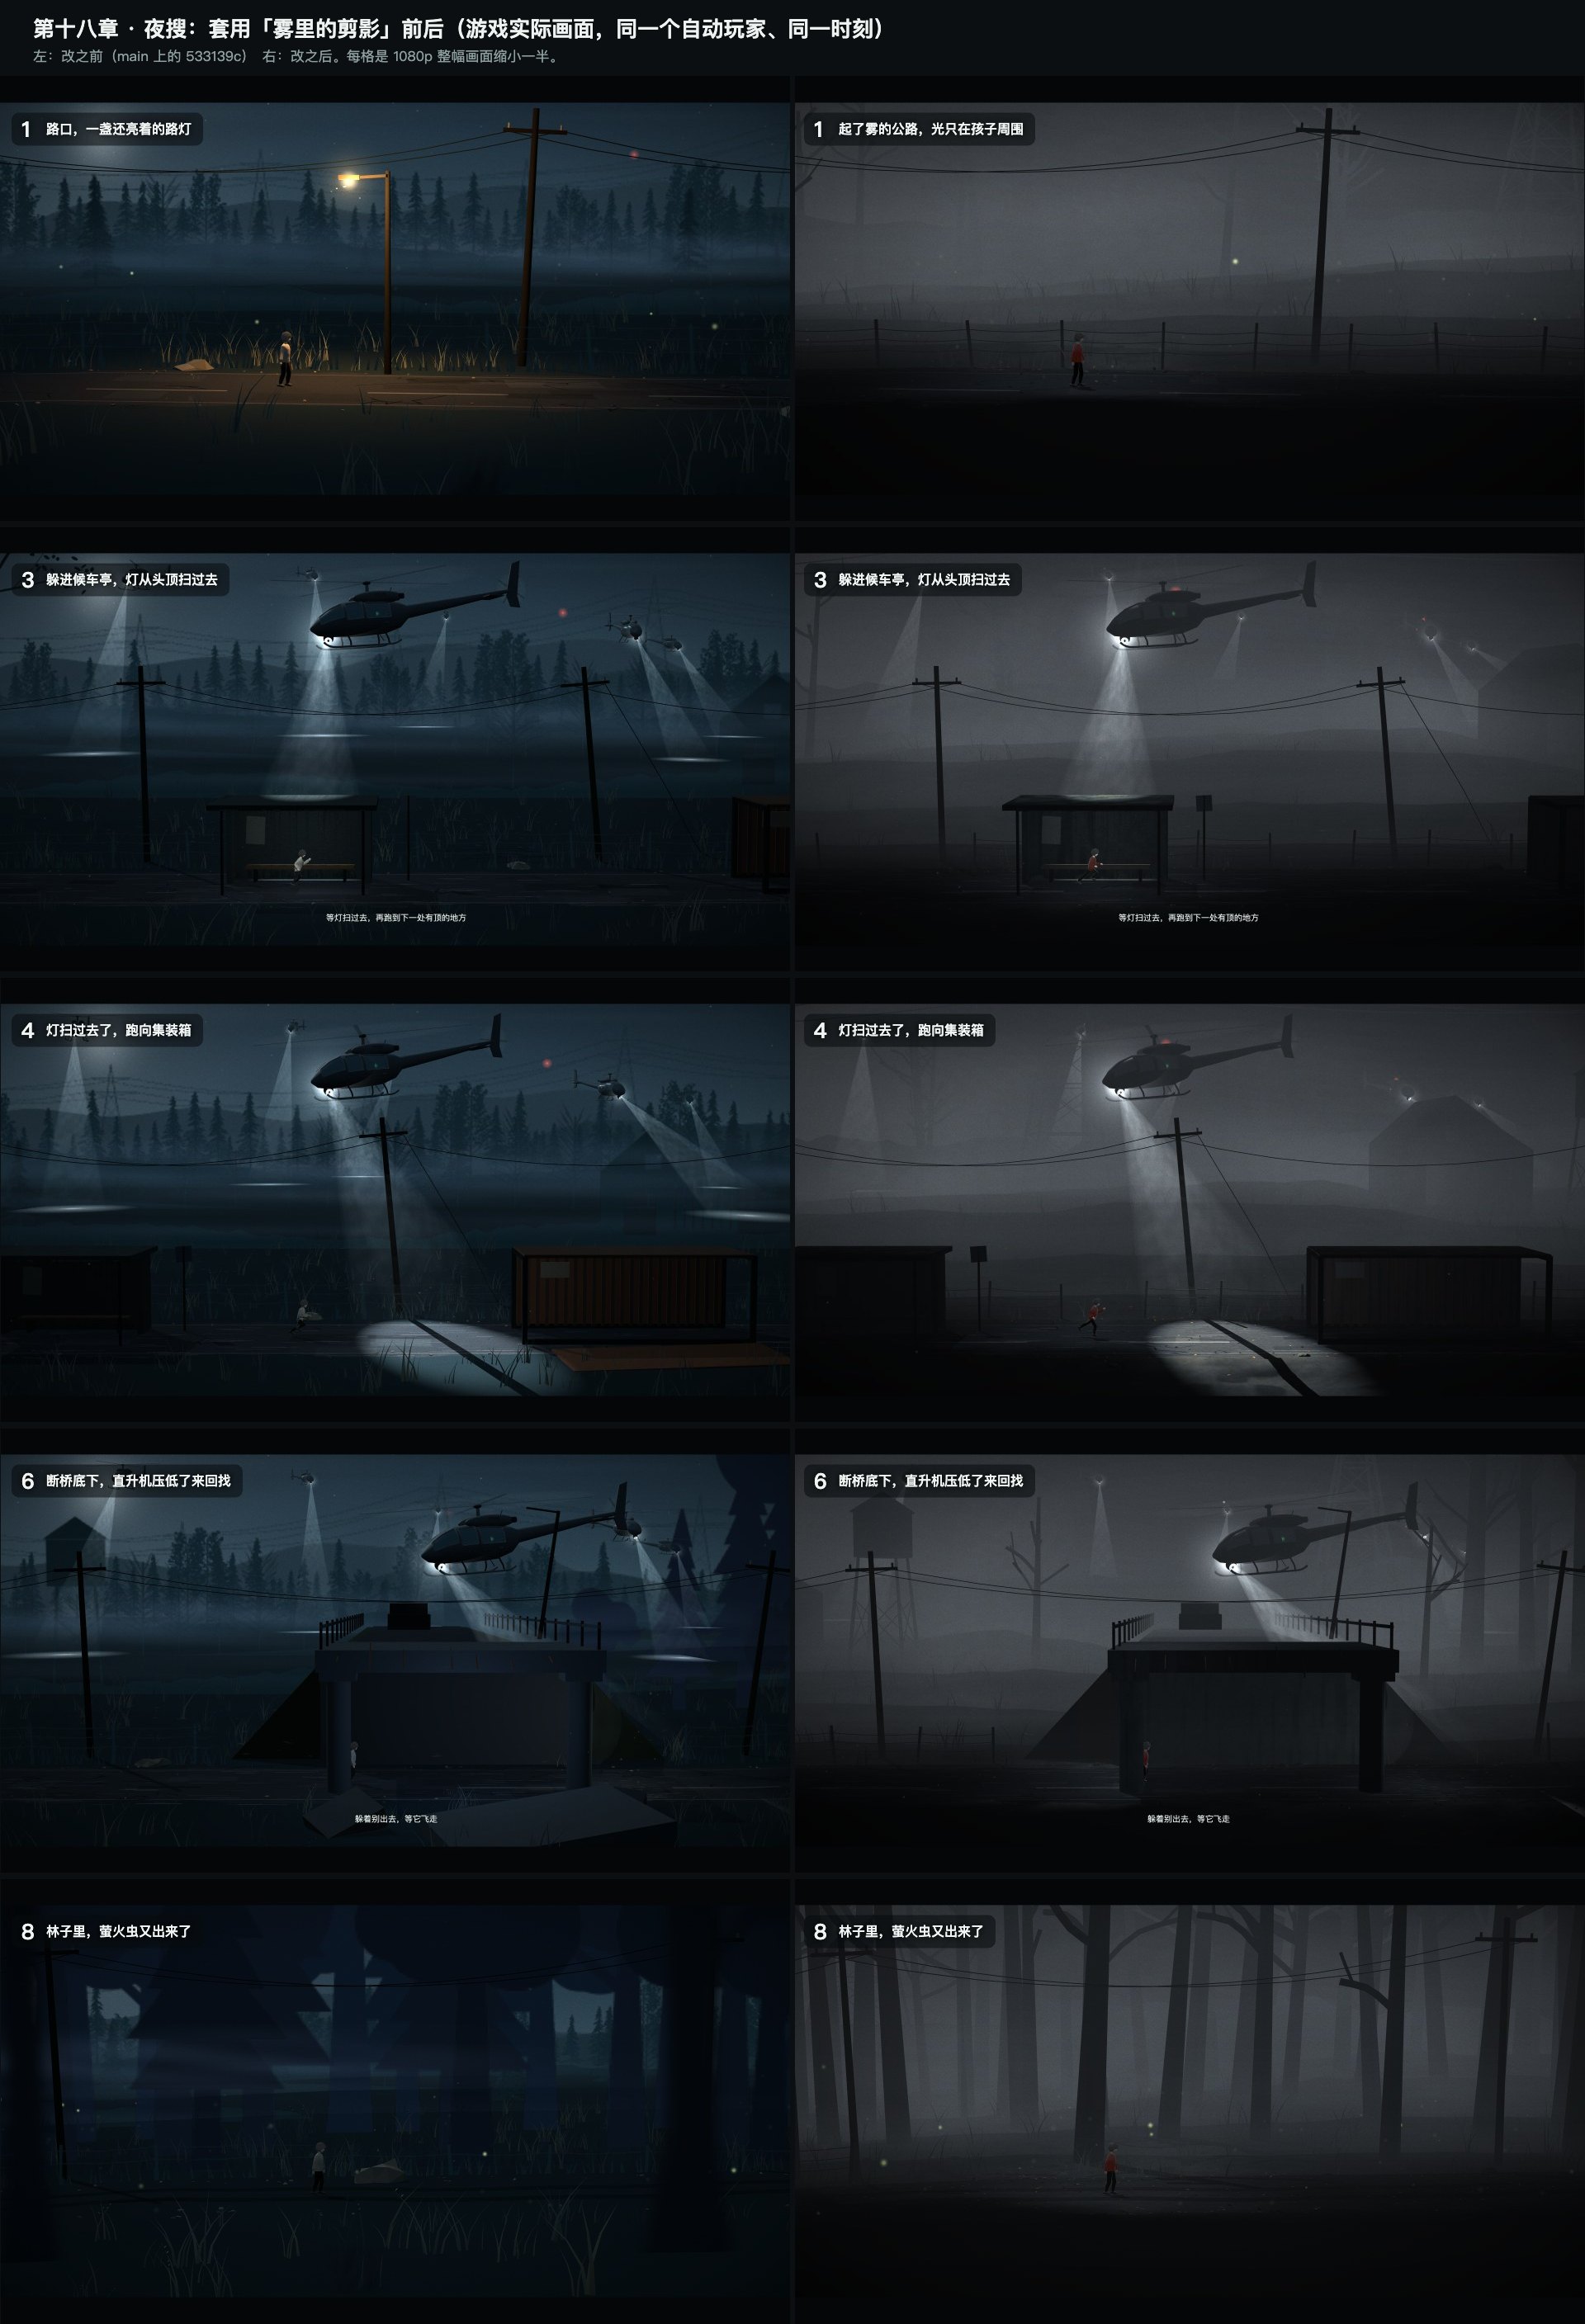 第十八章 · 夜搜：套用「雾里的剪影」前后（游戏实际画面，同一个自动玩家、同一时刻）
左：改之前（main 上的 533139c） 右：改之后。每格是 1080p 整幅画面缩小一半。
1 路口，一盏还亮着的路灯
1 起了雾的公路，光只在孩子周围
3 躲进候车亭，灯从头顶扫过去
3 躲进候车亭，灯从头顶扫过去
等灯扫过去，再跑到下一处有顶的地方
等灯扫过去，再跑到下一处有顶的地方
4 灯扫过去了，跑向集装箱
4 灯扫过去了，跑向集装箱
6 断桥底下，直升机压低了来回找
6 断桥底下，直升机压低了来回找
躲着别出去，等它飞走
躲着别出去，等它飞走
8 林子里，萤火虫又出来了
8 林子里，萤火虫又出来了